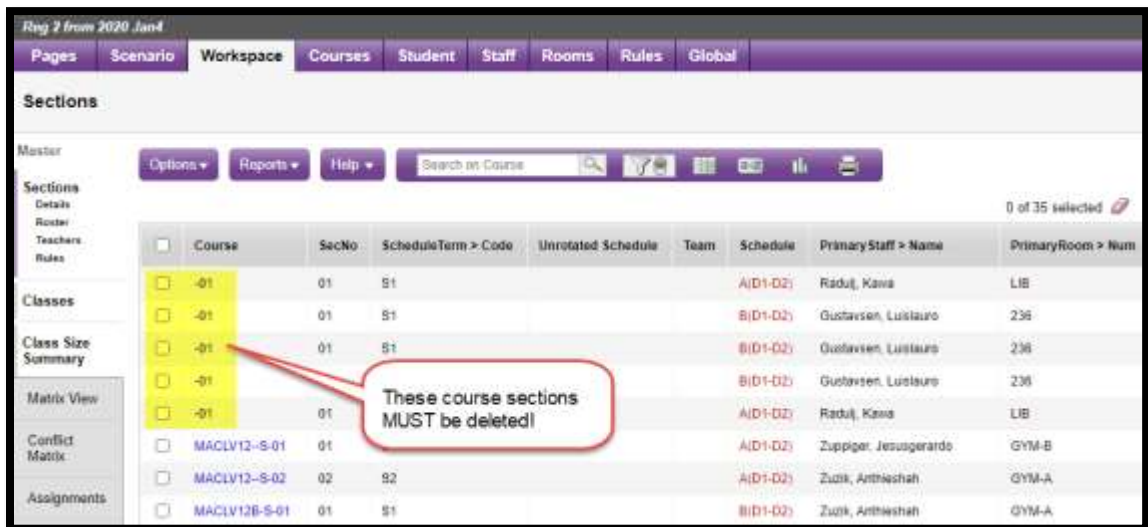 Rng 2 from 2020 Jan4
Pages Scenario Workspace Courses Student Staff Rooms Rules Global
Sections
Master
Sections
Details
Roster
Teachers
Rules
Classes
Class Size
Summary
Matrix View
Conflict
Matrix
Assignments
Options Reports Help Search on Course
0 of 35 selected
Course SecNo ScheduleTerm > Code Unrotated Schedule Team Schedule PrimaryStaff > Name PrimaryRoom > Num
-01 01 S1 A(D1-D2) Radulj, Kawa LIB
-01 01 S1 B(D1-D2) Gustavsen, Luislauro 236
-01 01 S1 B(D1-D2) Gustavsen, Luislauro 236
-01 B(D1-D2) Gustavsen, Luislauro 236
-01 01 A(D1-D2) Radulj, Kawa LIB
These course sections
MUST be deleted!
MACLV12--S-01 01 A(D1-D2) Zuppiger, Jesusgerardo GYM-B
MACLV12--S-02 02 S2 A(D1-D2) Zuzik, Anthieshah GYM-A
MACLV12B-S-01 01 S1 B(D1-D2) Zuzik, Anthieshah GYM-A